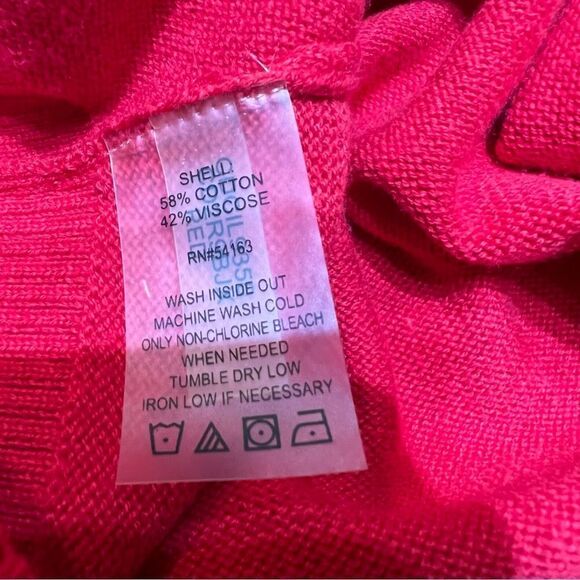 SHELL:
58% COTTON
42% VISCOSE
RN#54163
WASH INSIDE OUT
MACHINE WASH COLD
ONLY NON-CHLORINE BLEACH
WHEN NEEDED
TUMBLE DRY LOW
IRON LOW IF NECESSARY
RED